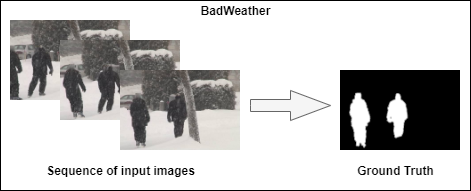 BadWeather
Sequence of input images
Ground Truth